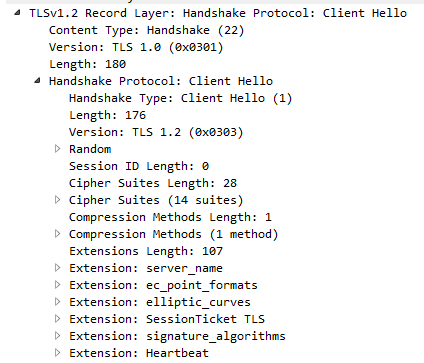 TLSv1.2 Record Layer: Handshake Protocol: Client Hello
Content Type: Handshake (22)
Version: TLS 1.0 (0x0301)
Length: 180
Handshake Protocol: Client Hello
Handshake Type: Client Hello (1)
Length: 176
Version: TLS 1.2 (0x0303)
Random
Session ID Length: 0
Cipher Suites Length: 28
Cipher Suites (14 suites)
Compression Methods Length: 1
Compression Methods (1 method)
Extensions Length: 107
Extension: server_name
Extension: ec_point_formats
Extension: elliptic_curves
Extension: SessionTicket TLS
Extension: signature_algorithms
Extension: Heartbeat